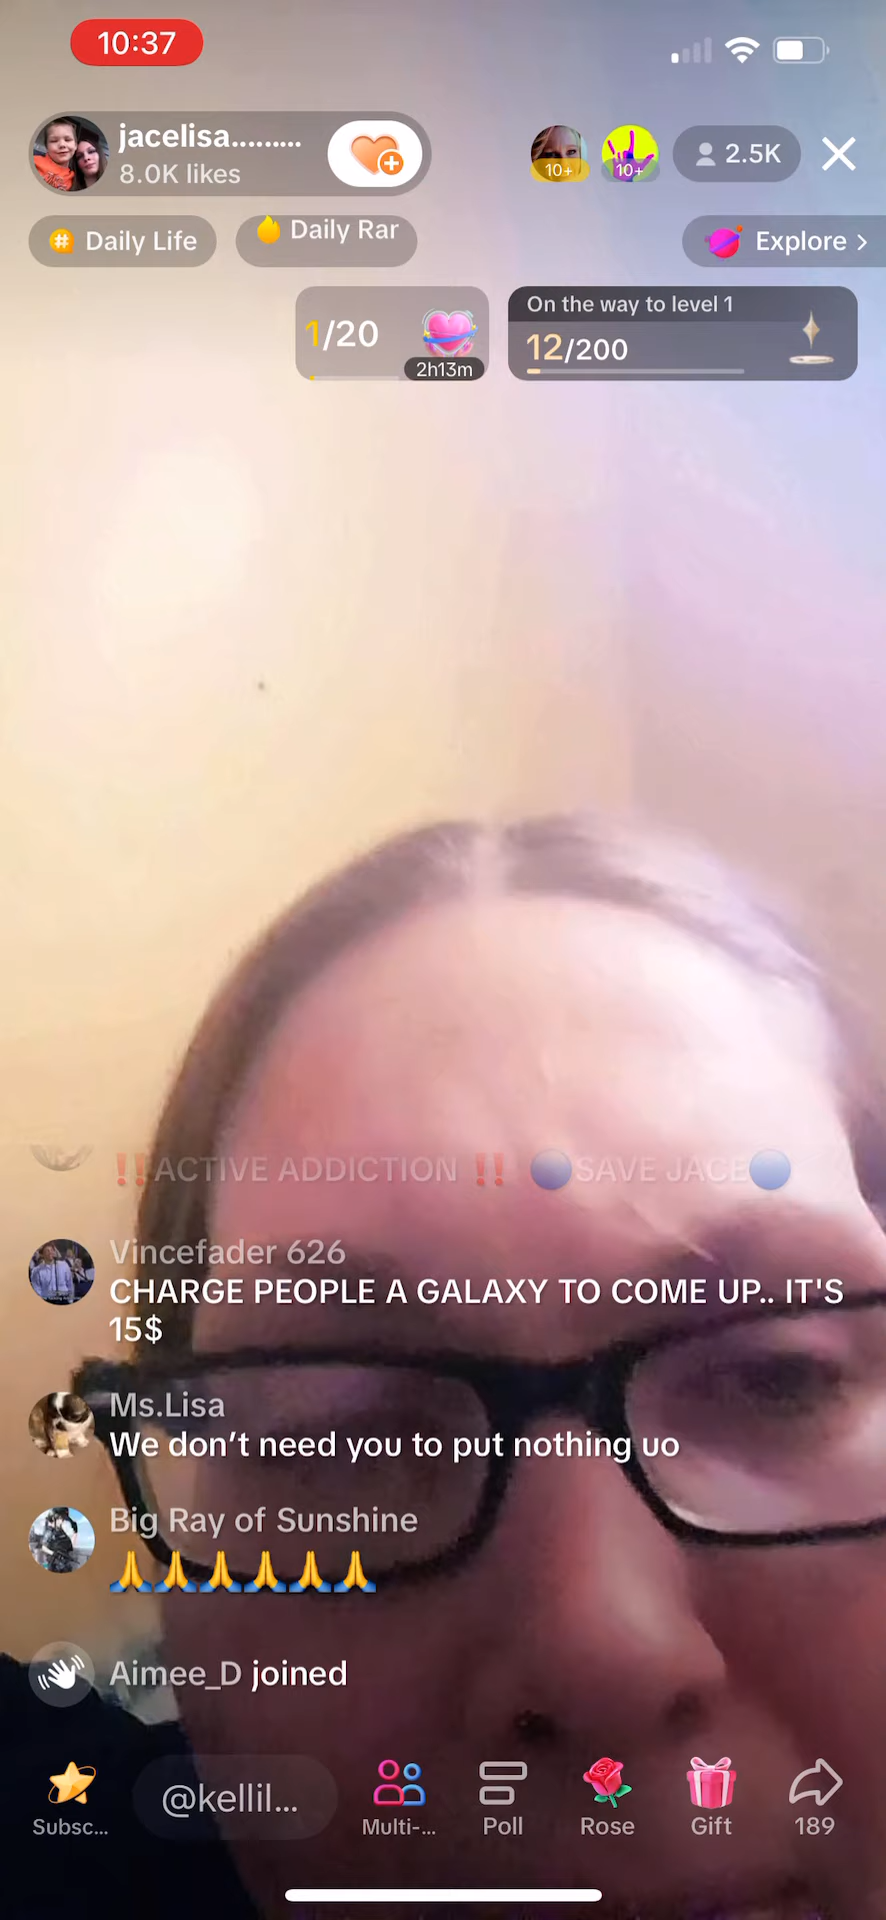 10:37
jacelisa.........
8.0K likes
10+
10+
2.5K
Daily Life
Daily Ran
Explore >
1/20
2h13m
On the way to level 1
12/200
‼️ACTIVE ADDICTION ‼️ 🔵SAVE JACE🔵
Vincefader 626
CHARGE PEOPLE A GALAXY TO COME UP.. IT'S
15$
Ms.Lisa
We don’t need you to put nothing uo
Big Ray of Sunshine
🙏🙏🙏🙏🙏🙏
Aimee_D joined
@kellil...
Subsc...
Multi-...
Poll
Rose
Gift
189